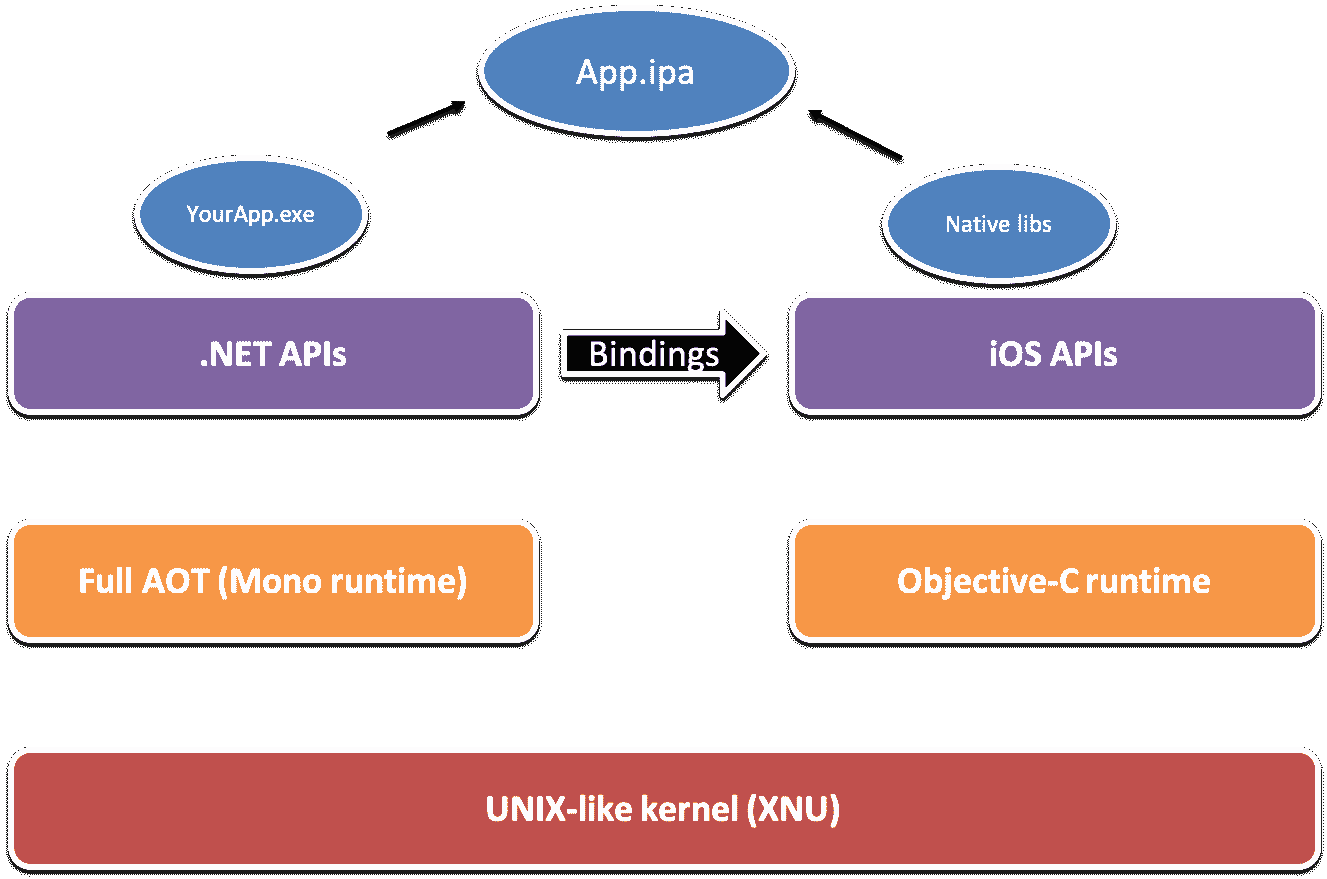 App.ipa
YourApp.exe
Native libs
.NET APIs
Bindings
iOS APIs
Full AOT (Mono runtime)
Objective-C runtime
UNIX-like kernel (XNU)